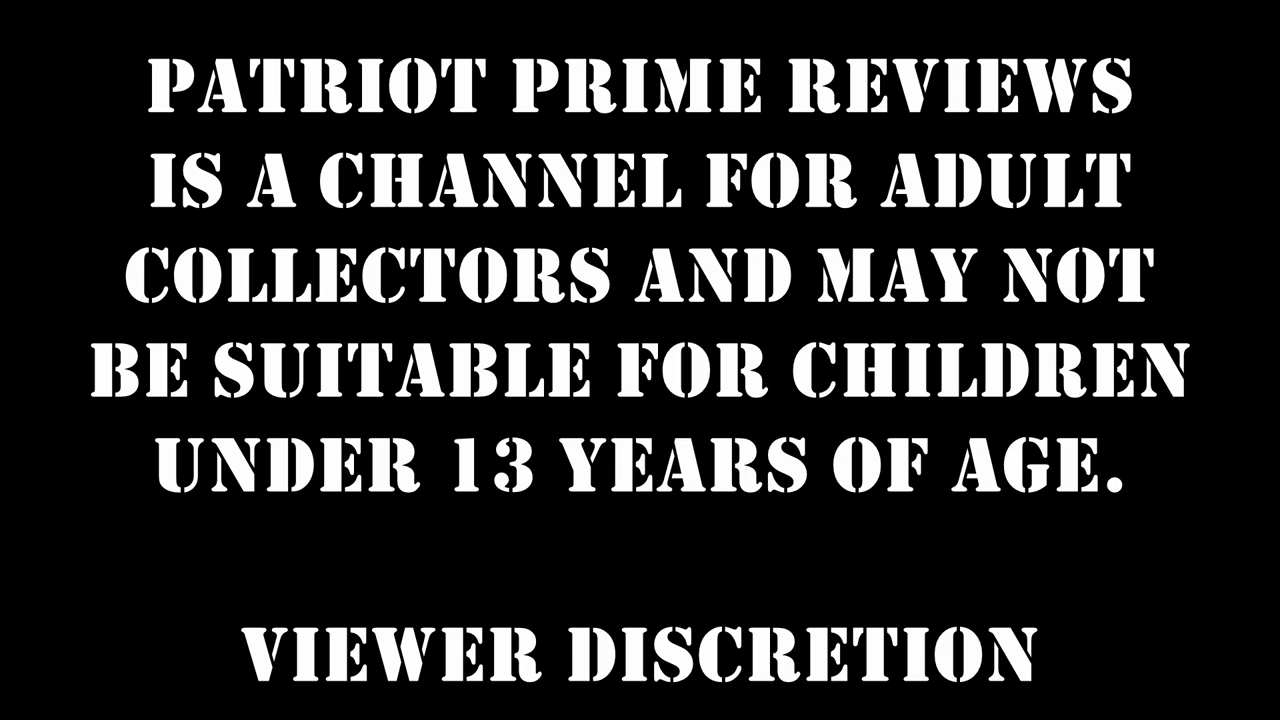 PATRIOT PRIME REVIEWS
IS A CHANNEL FOR ADULT
COLLECTORS AND MAY NOT
BE SUITABLE FOR CHILDREN
UNDER 13 YEARS OF AGE.
VIEWER DISCRETION